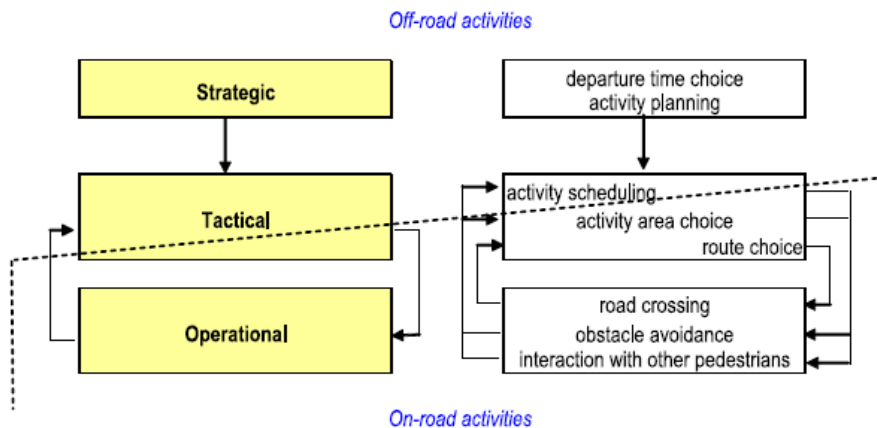 Off-road activities
Strategic
departure time choice
activity planning
Tactical
activity scheduling
activity area choice
route choice
Operational
road crossing
obstacle avoidance
interaction with other pedestrians
On-road activities